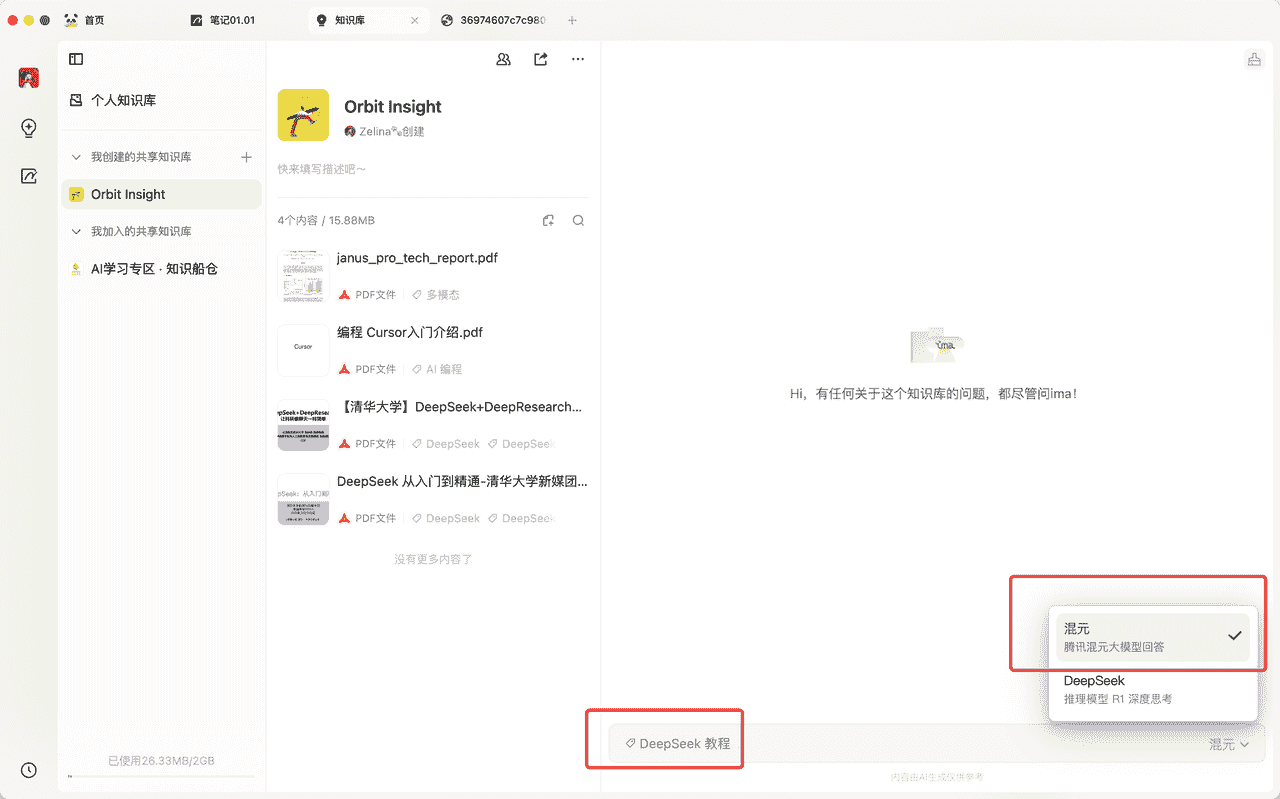 首页
笔记01.01
知识库
36974607c7c980
个人知识库
我创建的共享知识库
Orbit Insight
我加入的共享知识库
AI学习专区 · 知识船仓
已使用26.33MB/2GB
Orbit Insight
Zelina🐾创建
快来填写描述吧～
4个内容 / 15.88MB
janus_pro_tech_report.pdf
PDF文件 多模态
Cursor
编程 Cursor入门介绍.pdf
PDF文件 AI 编程
【清华大学】DeepSeek+DeepResearch...
PDF文件 DeepSeek DeepSeek
DeepSeek 从入门到精通-清华大学新媒团...
PDF文件 DeepSeek DeepSeek
没有更多内容了
ima
Hi，有任何关于这个知识库的问题，都尽管问ima！
混元
腾讯混元大模型回答
DeepSeek
推理模型 R1 深度思考
DeepSeek 教程
混元
内容由AI生成仅供参考